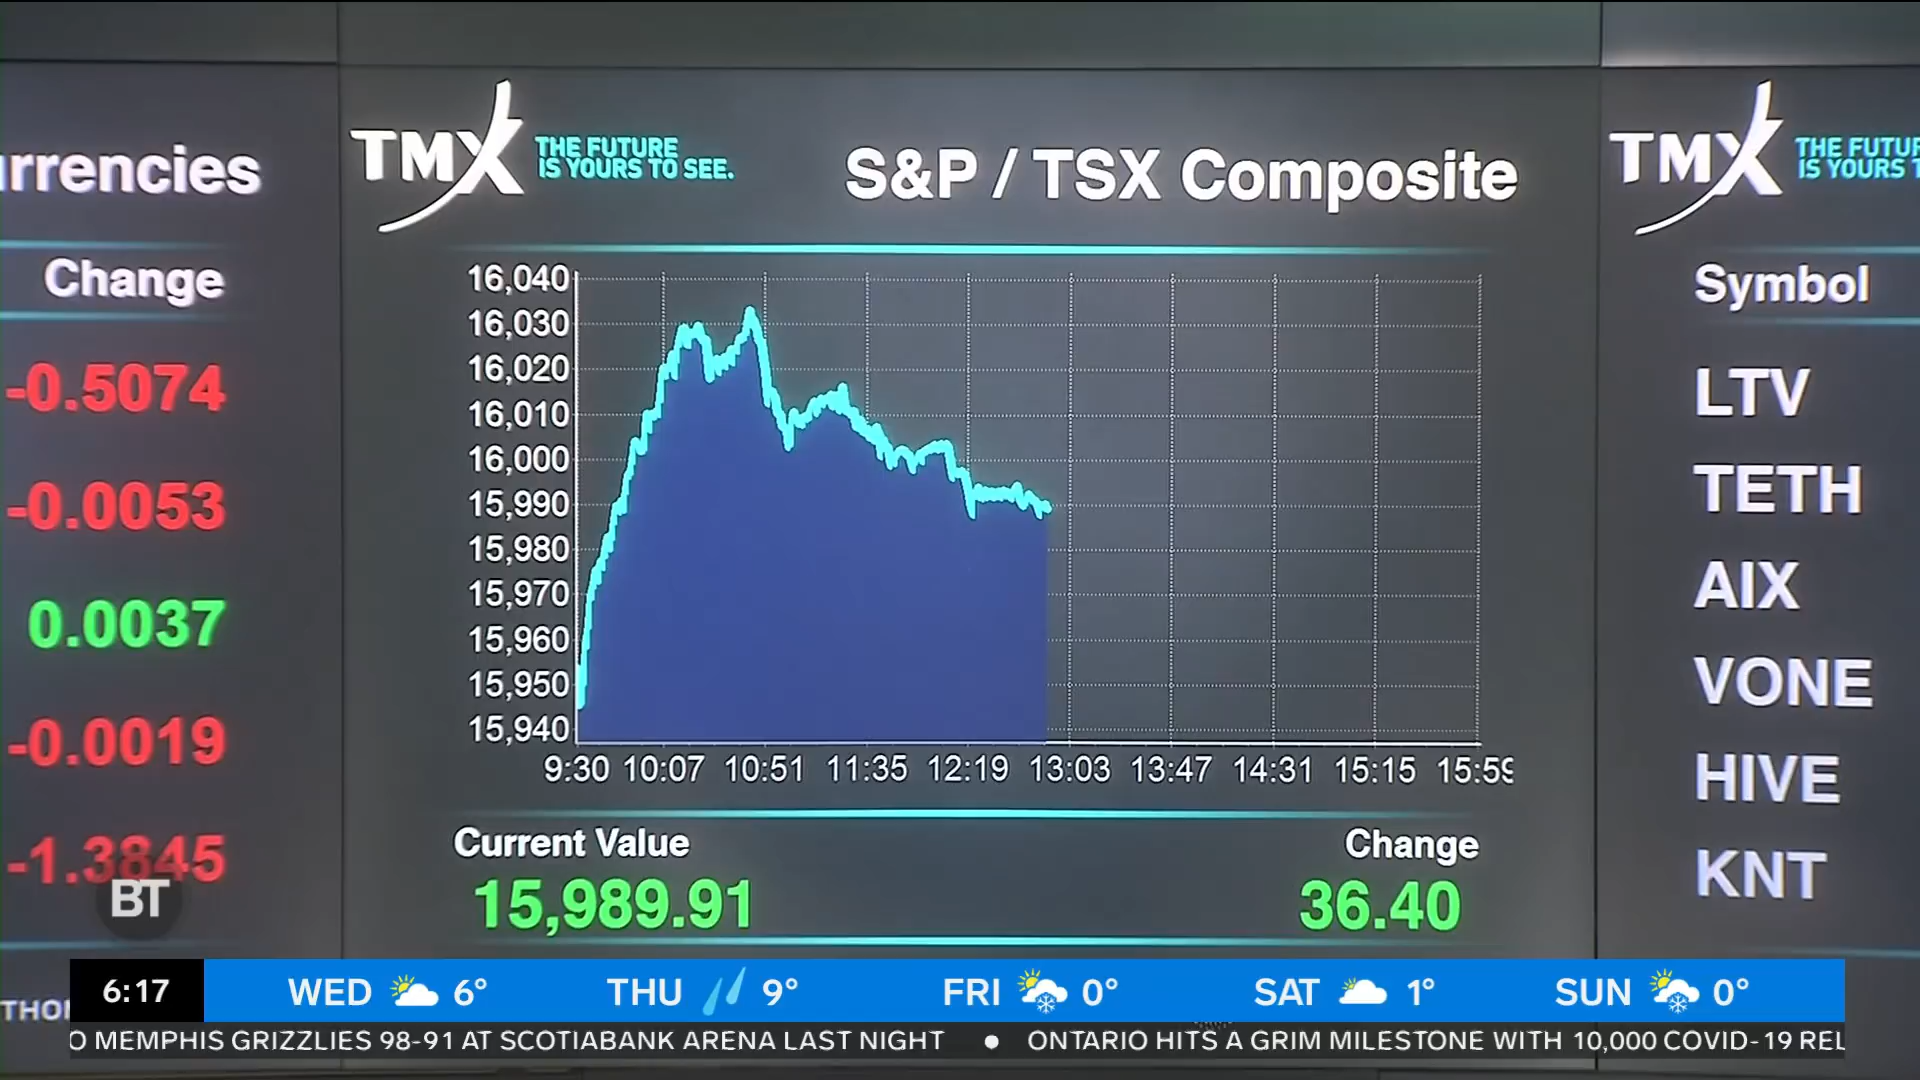 rrencies
Change
-0.5074
-0.0053
0.0037
-0.0019
-1.3845
TMX THE FUTURE
IS YOURS TO SEE.
S&P / TSX Composite
16,040
16,030
16,020
16,010
16,000
15,990
15,980
15,970
15,960
15,950
15,940
9:30 10:07 10:51 11:35 12:19 13:03 13:47 14:31 15:15 15:59
Current Value
15,989.91
Change
36.40
TMX THE FUTUR
IS YOURS T
Symbol
LTV
TETH
AIX
VONE
HIVE
KNT
BT
THO
6:17 WED 6° THU 9° FRI 0° SAT 1° SUN 0°
O MEMPHIS GRIZZLIES 98-91 AT SCOTIABANK ARENA LAST NIGHT ● ONTARIO HITS A GRIM MILESTONE WITH 10,000 COVID-19 REL